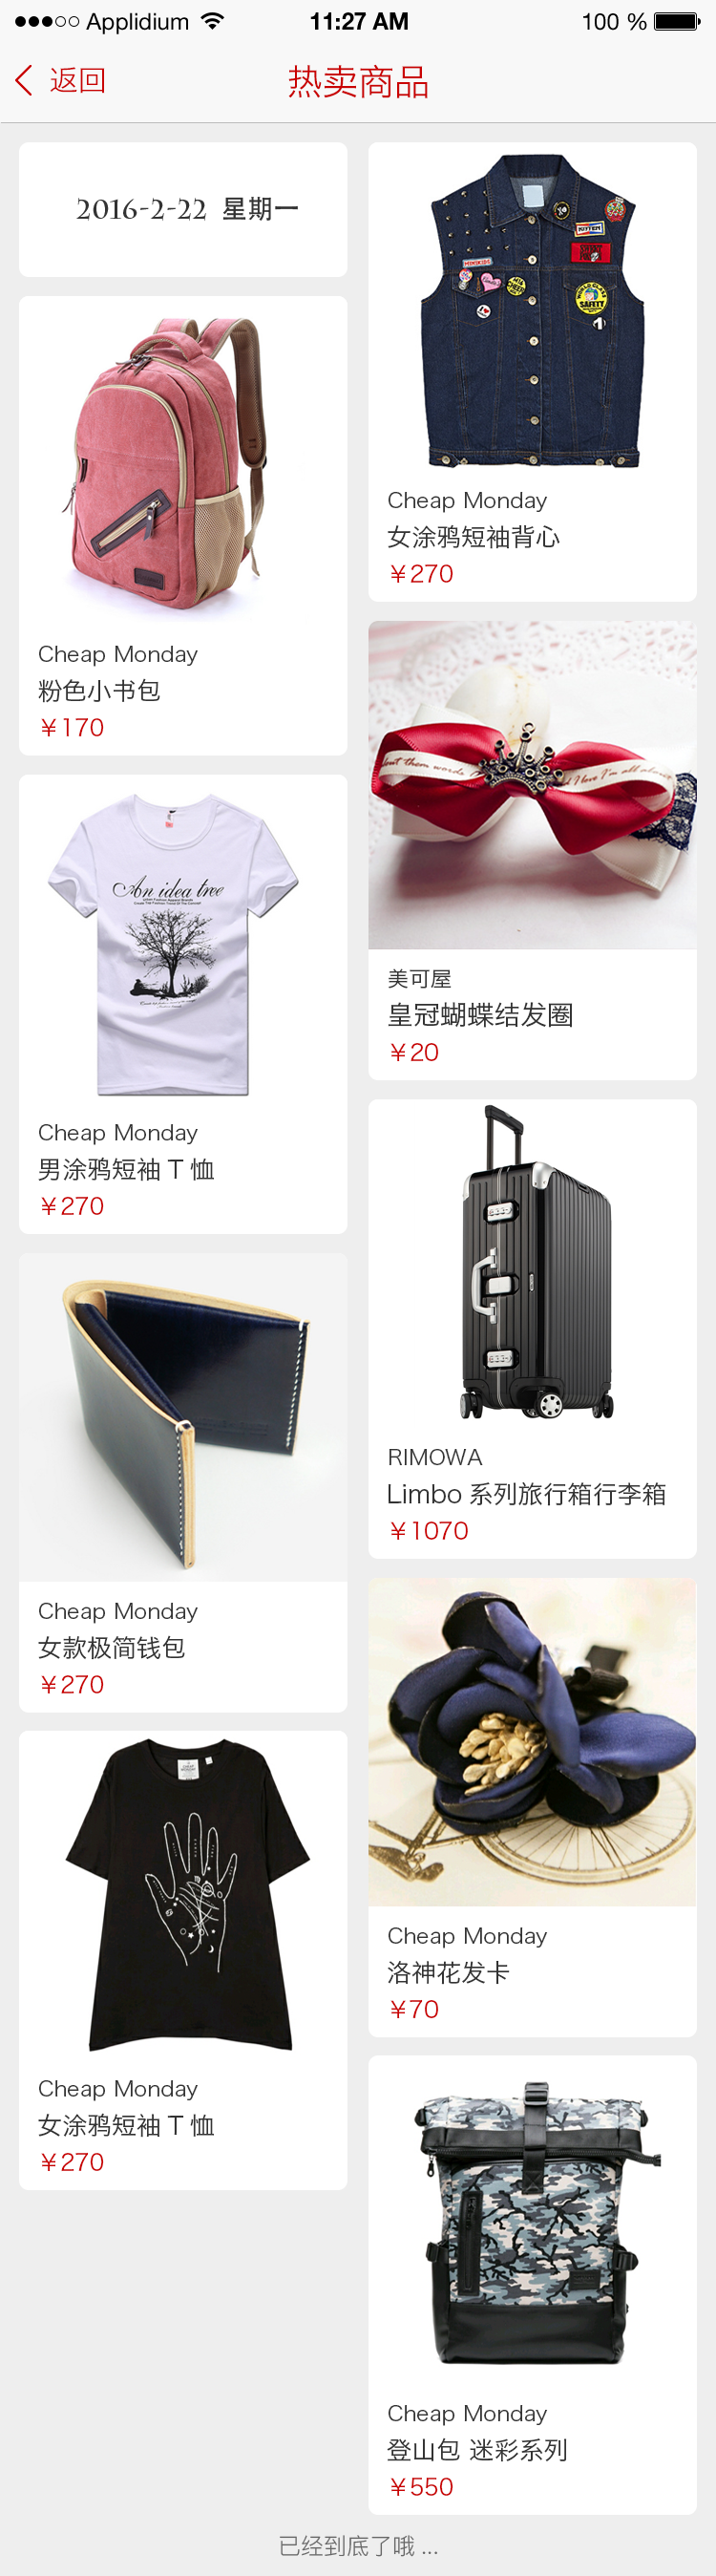 Applidium 11:27 AM 100 %
返回 热卖商品
2016-2-22 星期一
Cheap Monday
粉色小书包
￥170
An idea tree
Cheap Monday
男涂鸦短袖 T 恤
￥270
Cheap Monday
女款极简钱包
￥270
Cheap Monday
女涂鸦短袖 T 恤
￥270
Cheap Monday
女涂鸦短袖背心
￥270
美可屋
皇冠蝴蝶结发圈
￥20
RIMOWA
Limbo 系列旅行箱行李箱
￥1070
Cheap Monday
洛神花发卡
￥70
Cheap Monday
登山包 迷彩系列
￥550
已经到底了哦 ...